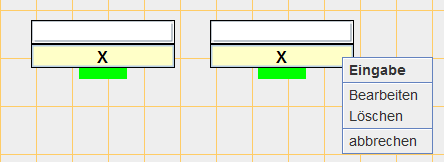 X
X
Eingabe
Bearbeiten
Löschen
abbrechen